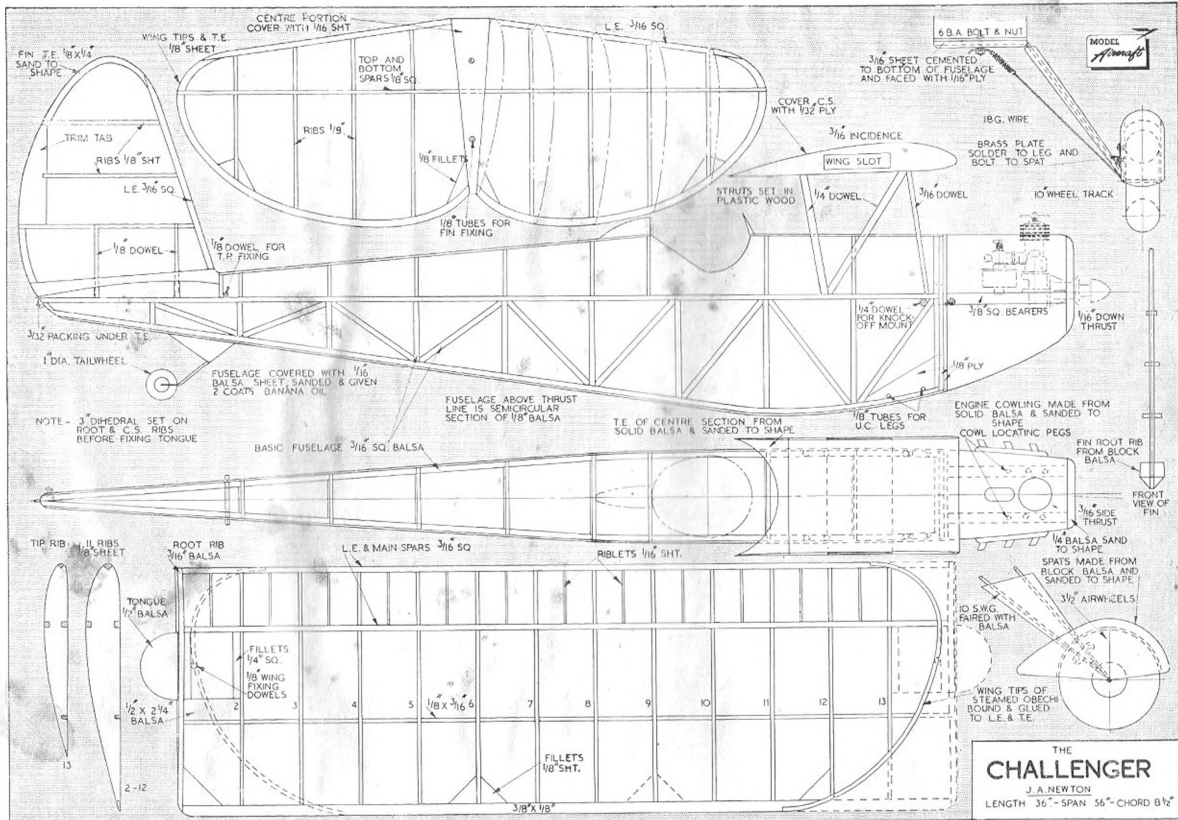 CENTRE PORTION
COVER WITH 1/16 SHT
L.E. 3/16 SQ
WING TIPS & T.E.
1/8" SHEET
FIN T.E. 1/8 X 1/4"
SAND TO
SHAPE
TOP AND
BOTTOM
SPARS 1/8" SQ.
TRIM TAB
RIBS 1/8" SHT
L.E. 3/16" SQ
RIBS 1/8"
1/8" FILLETS
1/8" TUBES FOR
FIN FIXING
1/8" DOWEL
1/8" DOWEL FOR
T.P. FIXING
COVER C.S.
WITH 1/32" PLY
3/16" INCIDENCE
WING SLOT
STRUTS SET IN
PLASTIC WOOD
1/4" DOWEL
3/16" DOWEL
6 B.A. BOLT & NUT
3/16" SHEET CEMENTED
TO BOTTOM OF FUSELAGE
AND FACED WITH 1/16" PLY
MODEL
Aircraft
18 G. WIRE
BRASS PLATE
SOLDER TO LEG AND
BOLT TO SPAT
10" WHEEL TRACK
3/32" PACKING UNDER T.E.
1" DIA. TAILWHEEL
FUSELAGE COVERED WITH 1/16
BALSA SHEET, SANDED & GIVEN
2 COATS BANANA OIL
FUSELAGE ABOVE THRUST
LINE IS SEMICIRCULAR
SECTION OF 1/8" BALSA
1/4" DOWEL
FOR KNOCK-
OFF MOUNT
3/8" SQ. BEARERS
1/16" DOWN
THRUST
1/8" PLY
1/8" TUBES FOR
U.C. LEGS
NOTE - 3" DIHEDRAL SET ON
ROOT & C.S. RIBS
BEFORE FIXING TONGUE
BASIC FUSELAGE 3/16" SQ. BALSA
T.E. OF CENTRE SECTION FROM
SOLID BALSA & SANDED TO SHAPE
ENGINE COWLING MADE FROM
SOLID BALSA & SANDED TO
SHAPE
COWL LOCATING PEGS
FIN ROOT RIB
FROM BLOCK
BALSA
FRONT
VIEW OF
FIN
3/16" SIDE
THRUST
1/4" BALSA SAND
TO SHAPE
TIP RIB
11 RIBS
1/8" SHEET
ROOT RIB
3/16" BALSA
L.E. & MAIN SPARS 3/16" SQ
RIBLETS 1/16" SHT.
SPATS MADE FROM
BLOCK BALSA AND
SANDED TO SHAPE
3 1/2" AIRWHEELS
10 S.W.G.
FAIRED WITH
BALSA
TONGUE
1/2" BALSA
FILLETS
1/4" SQ.
1/8" WING
FIXING
DOWELS
1/2" X 2 1/4"
BALSA
2 3 4 5 6 7 8 9 10 11 12 13
1/8" X 3/16"
WING TIPS OF
STEAMED OBECHI
BOUND & GLUED
TO L.E. & T.E.
FILLETS
1/8" SHT.
3/8" X 1/8"
13
2-12
THE
CHALLENGER
J. A. NEWTON
LENGTH 36" - SPAN 56" - CHORD 8 1/2"